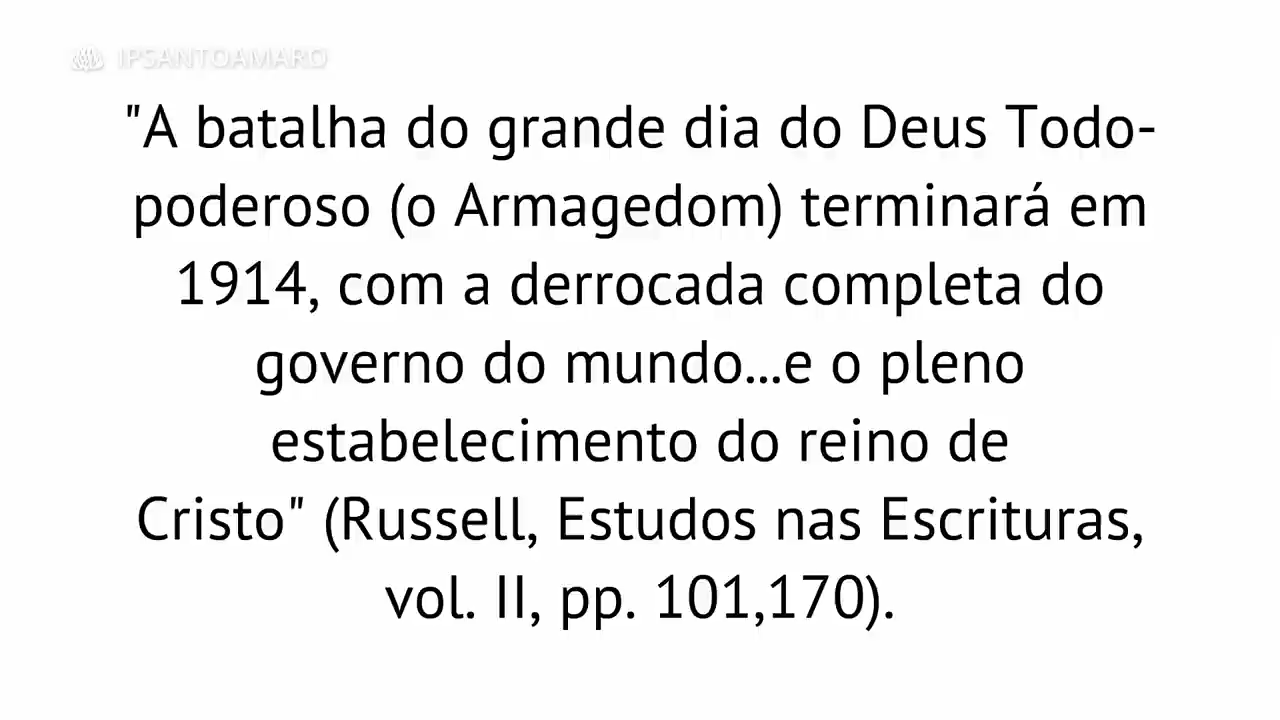 IPSANTOAMARO
"A batalha do grande dia do Deus Todo-
poderoso (o Armagedom) terminará em
1914, com a derrocada completa do
governo do mundo...e o pleno
estabelecimento do reino de
Cristo" (Russell, Estudos nas Escrituras,
vol. II, pp. 101,170).